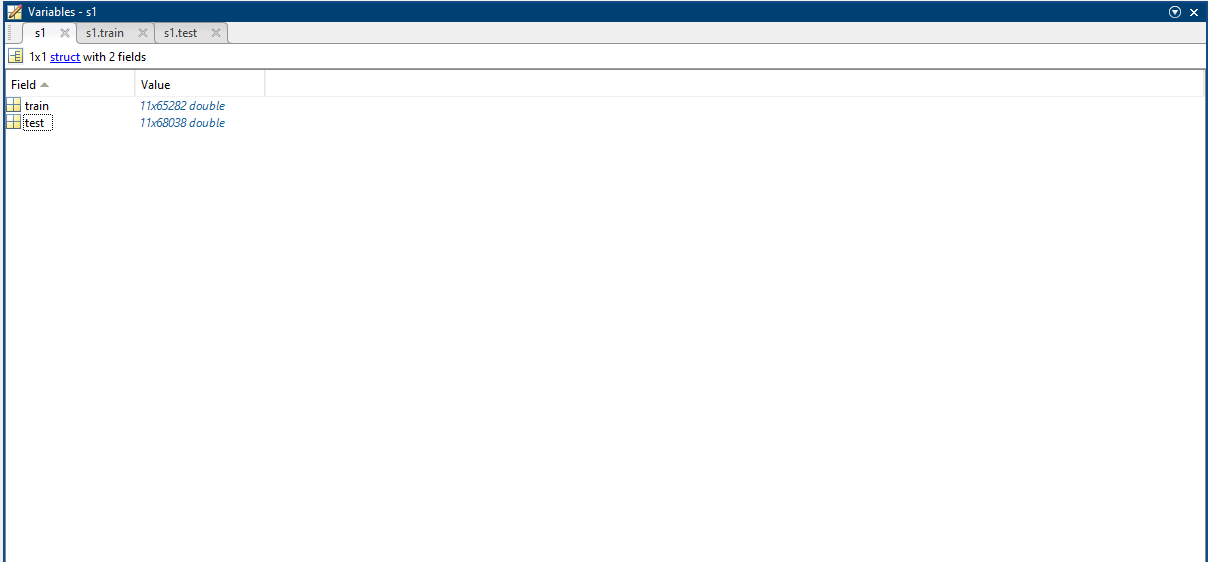 Variables - s1
s1 s1.train s1.test
1x1 struct with 2 fields
Field Value
train 11x65282 double
test 11x68038 double